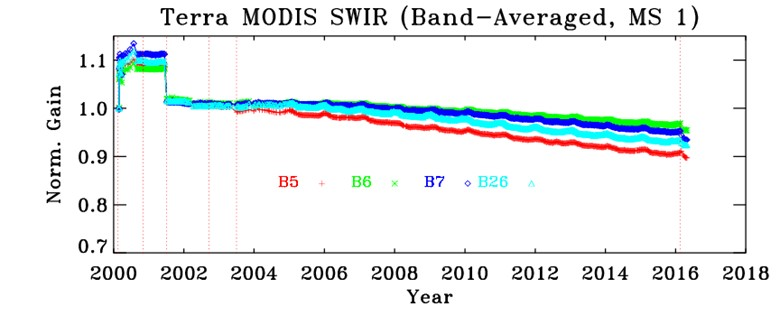 Terra MODIS SWIR (Band-Averaged, MS 1)
Norm. Gain
1.1
1.0
0.9
0.8
0.7
B5 B6 B7 B26
2000 2002 2004 2006 2008 2010 2012 2014 2016 2018
Year